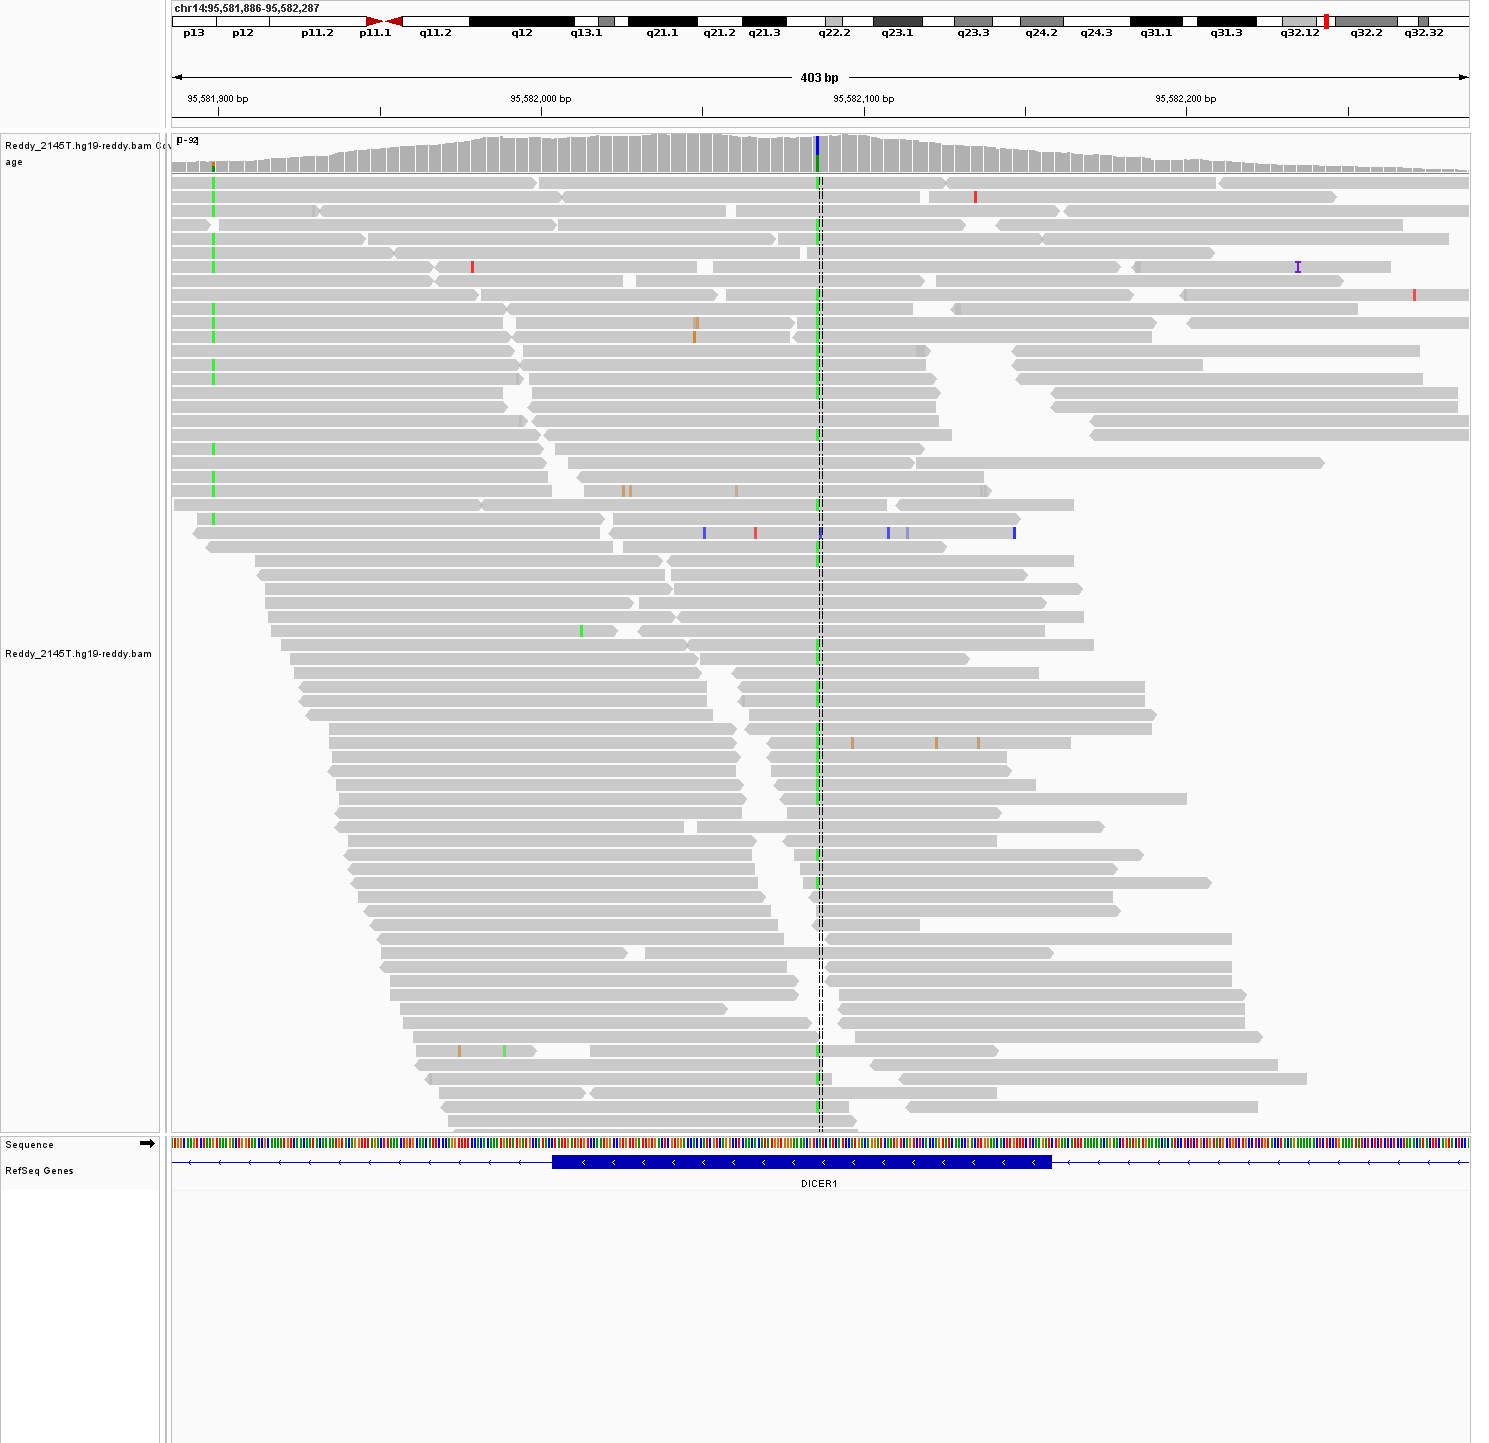 chr14:95,581,886-95,582,287
p13 p12 p11.2 p11.1 q11.2 q12 q13.1 q21.1 q21.2 q21.3 q22.2 q23.1 q23.3 q24.2 q24.3 q31.1 q31.3 q32.12 q32.2 q32.32
403 bp
95,581,900 bp 95,582,000 bp 95,582,100 bp 95,582,200 bp
[0-92]
Reddy_2145T.hg19-reddy.bam Cov
age
Reddy_2145T.hg19-reddy.bam
Sequence
RefSeq Genes
DICER1